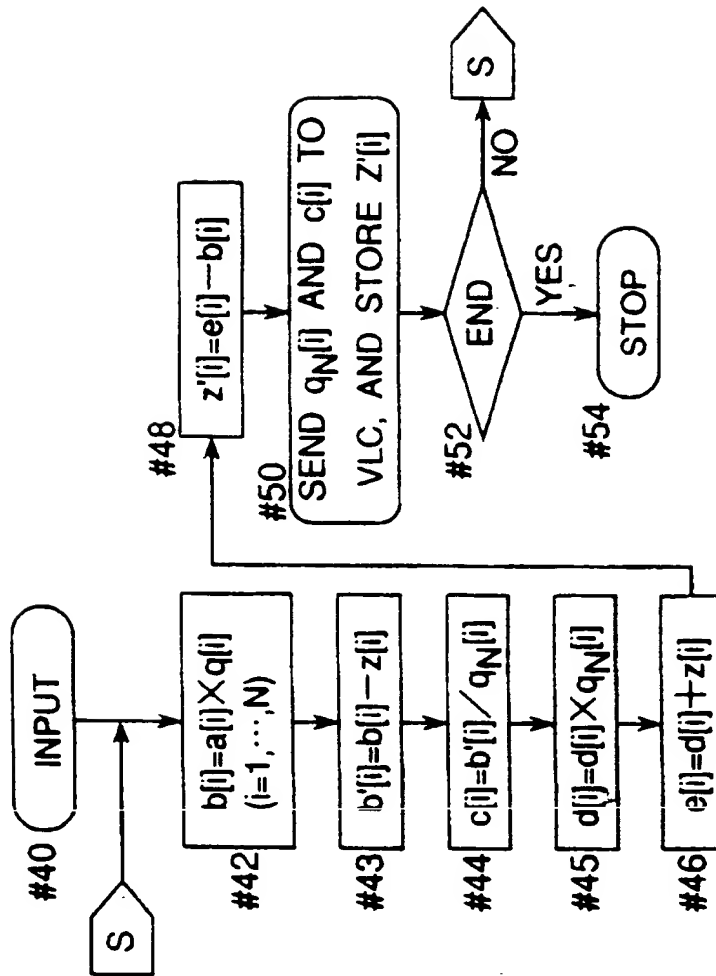 #40
INPUT
S
#42
b[i]=a[i]×q[i]
(i=1,···,N)
#43
b'[i]=b[i]−z[i]
#44
c[i]=b'[i]/qN[i]
#45
d[i]=d[i]×qN[i]
#46
e[i]=d[i]+z[i]
#48
z'[i]=e[i]−b[i]
#50
SEND qN[i] AND c[i] TO
VLC, AND STORE Z'[i]
#52
END
NO
S
YES
#54
STOP